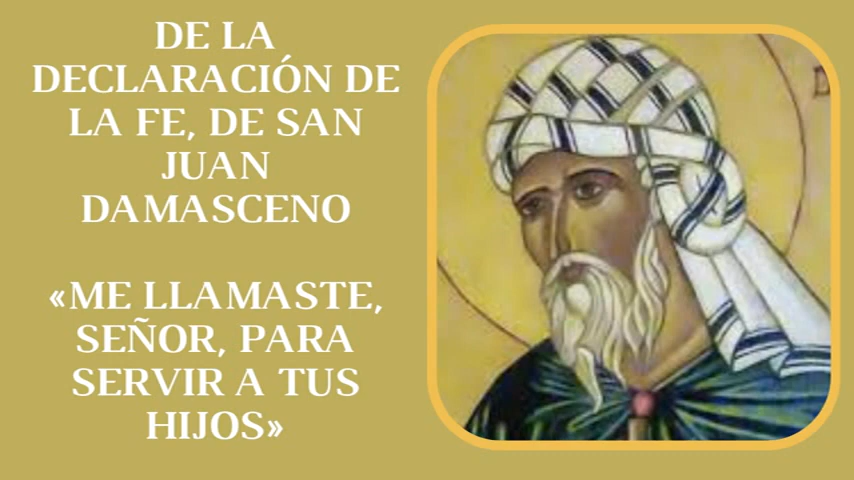 DE LA
DECLARACIÓN DE
LA FE, DE SAN
JUAN
DAMASCENO
«ME LLAMASTE,
SEÑOR, PARA
SERVIR A TUS
HIJOS»